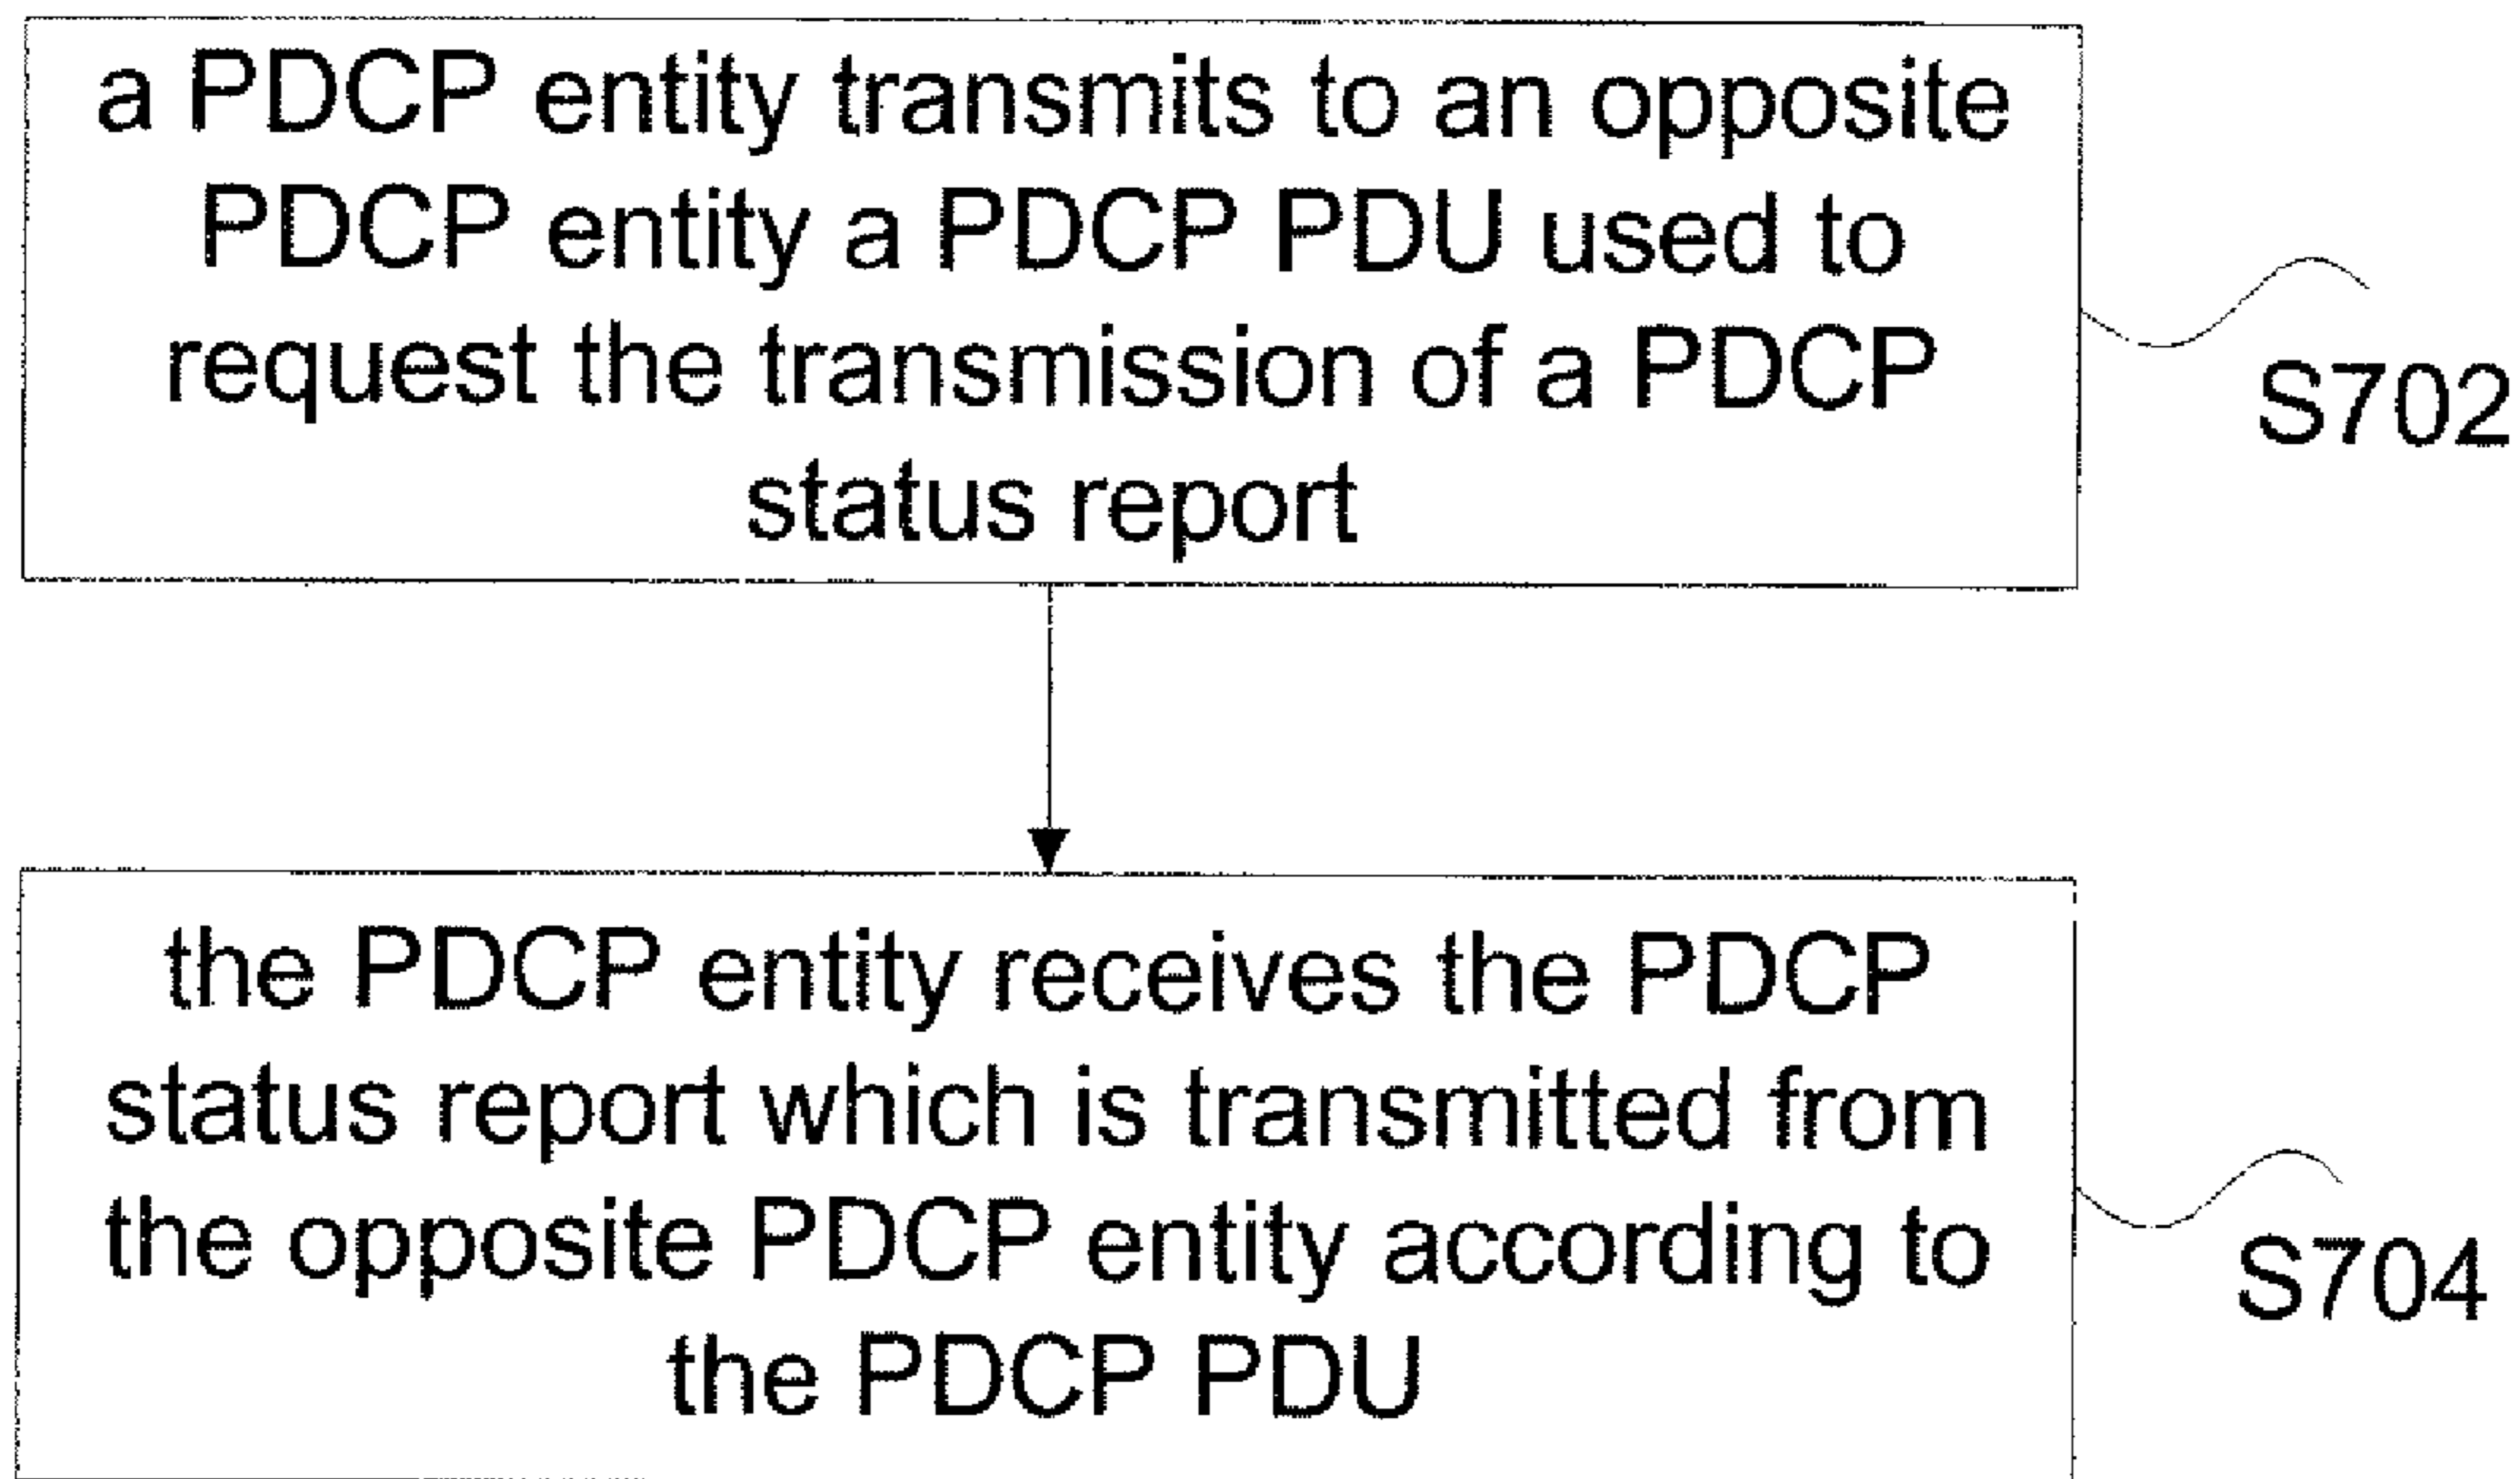 a PDCP entity transmits to an opposite
PDCP entity a PDCP PDU used to
request the transmission of a PDCP
status report
S702
the PDCP entity receives the PDCP
status report which is transmitted from
the opposite PDCP entity according to
the PDCP PDU
S704